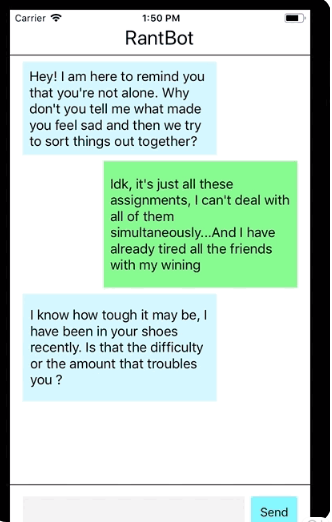 Carrier 1:50 PM
RantBot
Hey! I am here to remind you
that you're not alone. Why
don't you tell me what made
you feel sad and then we try
to sort things out together?
Idk, it's just all these
assignments, I can't deal with
all of them
simultaneously...And I have
already tired all the friends
with my wining
I know how tough it may be, I
have been in your shoes
recently. Is that the difficulty
or the amount that troubles
you ?
Send